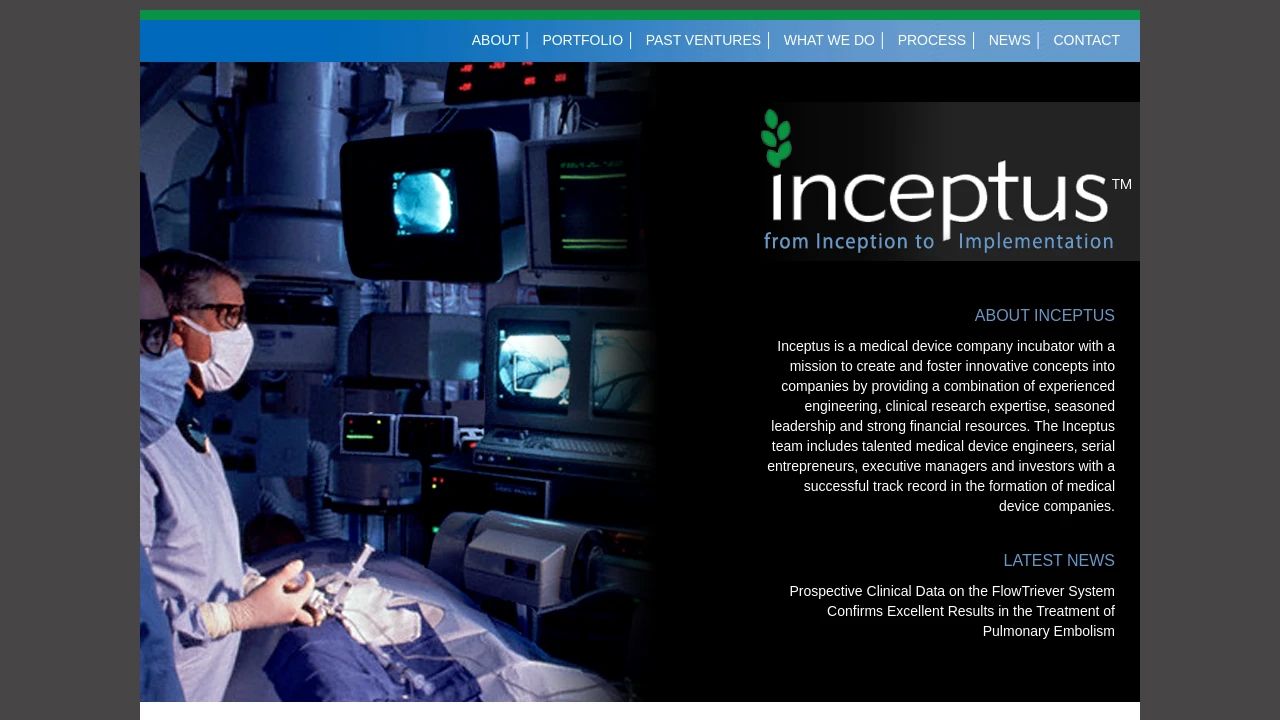 ABOUT PORTFOLIO PAST VENTURES WHAT WE DO PROCESS NEWS CONTACT
inceptus TM
from Inception to Implementation
ABOUT INCEPTUS
Inceptus is a medical device company incubator with a
mission to create and foster innovative concepts into
companies by providing a combination of experienced
engineering, clinical research expertise, seasoned
leadership and strong financial resources. The Inceptus
team includes talented medical device engineers, serial
entrepreneurs, executive managers and investors with a
successful track record in the formation of medical
device companies.
LATEST NEWS
Prospective Clinical Data on the FlowTriever System
Confirms Excellent Results in the Treatment of
Pulmonary Embolism